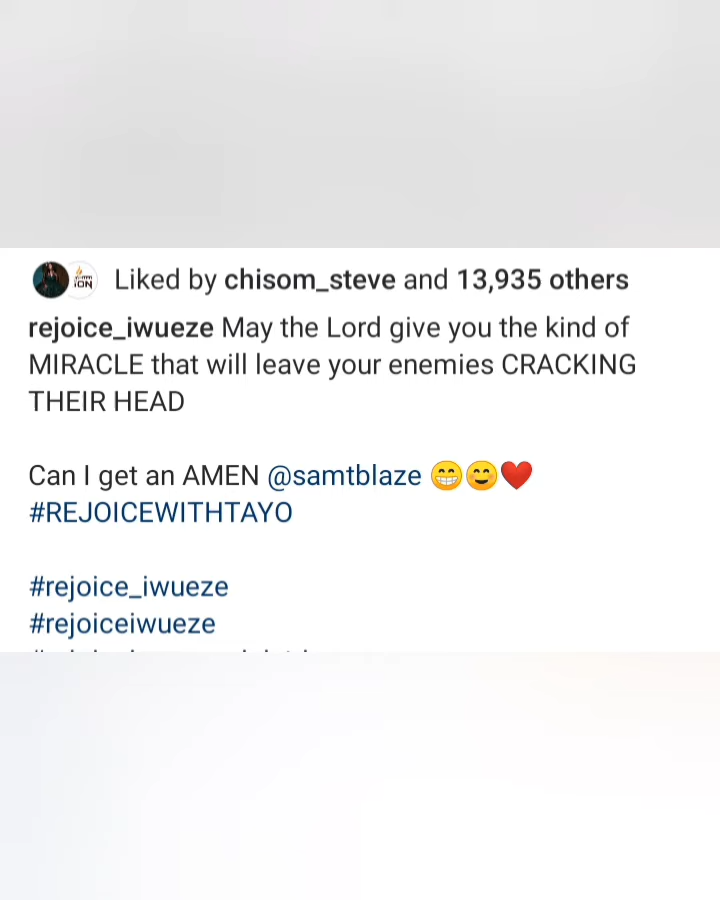 Liked by chisom_steve and 13,935 others
rejoice_iwueze May the Lord give you the kind of
MIRACLE that will leave your enemies CRACKING
THEIR HEAD
Can I get an AMEN @samtblaze 😁😊❤️
#REJOICEWITHTAYO
#rejoice_iwueze
#rejoiceiwueze